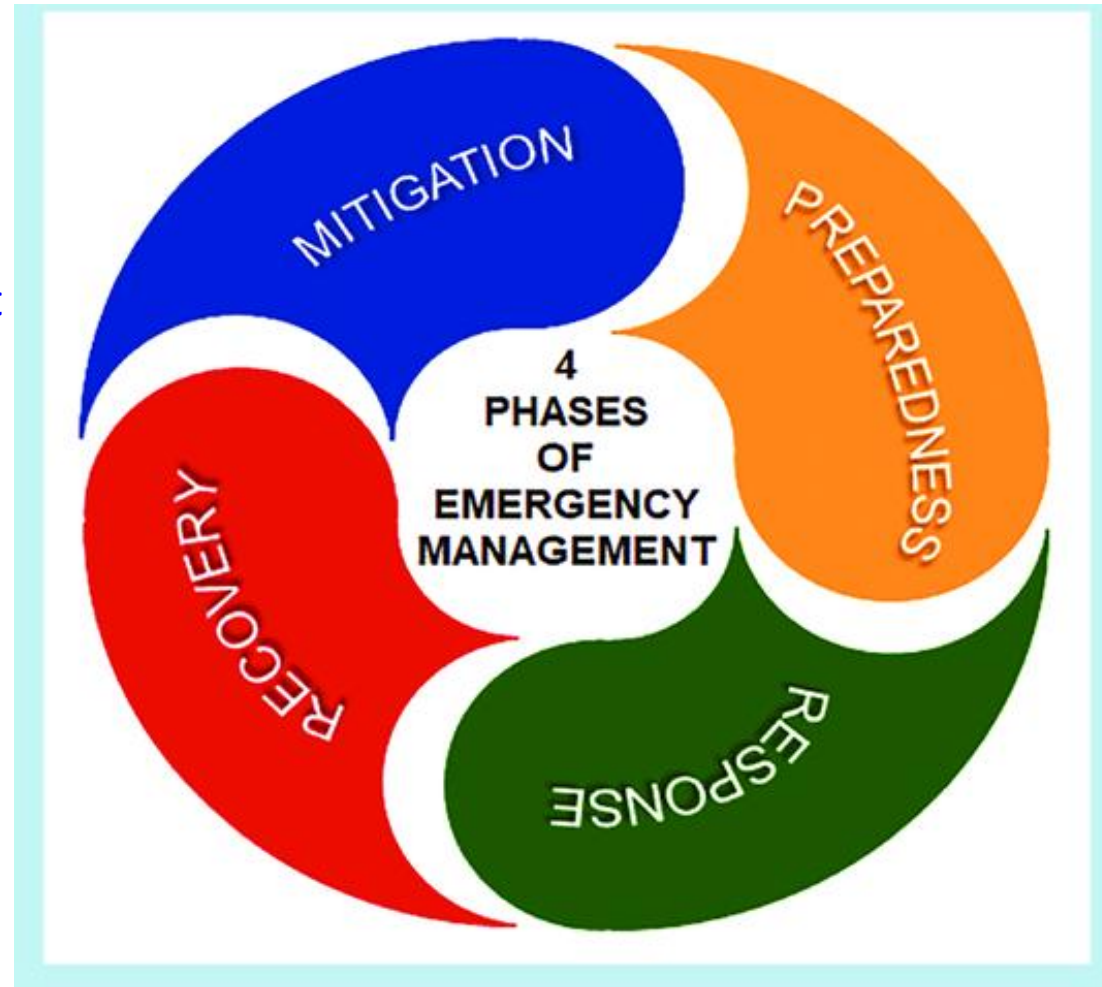 MITIGATION
PREPAREDNESS
4
PHASES
OF
EMERGENCY
MANAGEMENT
RECOVERY
RESPONSE